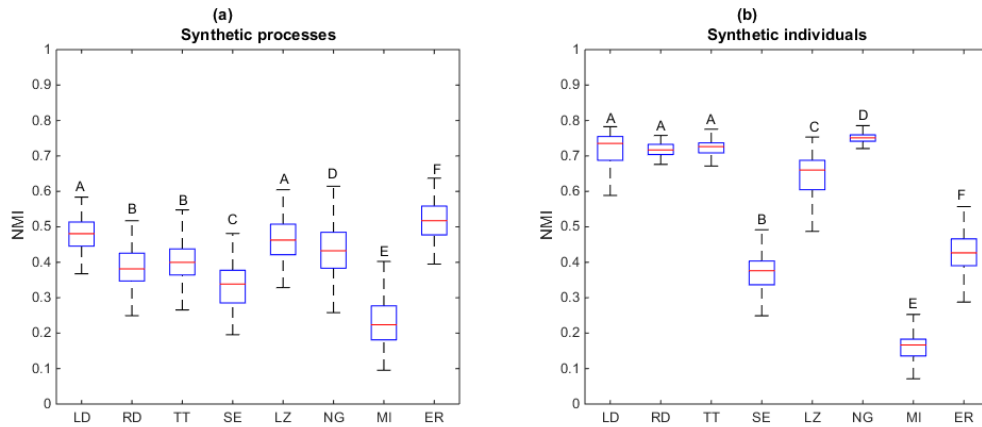 (a)
Synthetic processes
1
0.9
0.8
0.7
0.6
0.5
0.4
0.3
0.2
0.1
0
NMI
A
B
B
C
A
D
E
F
LD RD TT SE LZ NG MI ER
(b)
Synthetic individuals
1
0.9
0.8
0.7
0.6
0.5
0.4
0.3
0.2
0.1
0
NMI
A
A
A
B
C
D
E
F
LD RD TT SE LZ NG MI ER